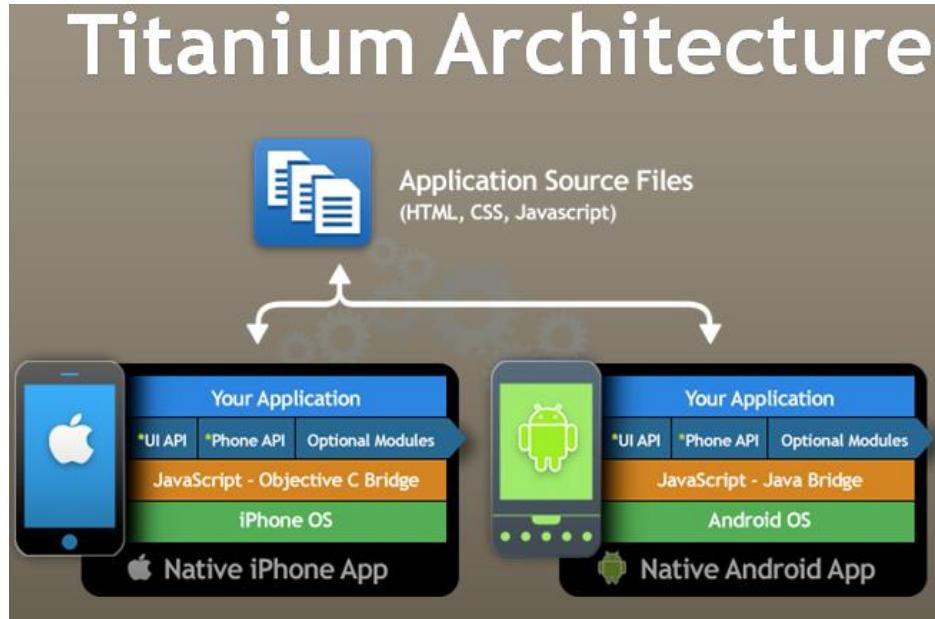 Titanium Architecture
Application Source Files
(HTML, CSS, Javascript)
Your Application
*UI API *Phone API Optional Modules
JavaScript - Objective C Bridge
iPhone OS
Native iPhone App
Your Application
*UI API *Phone API Optional Modules
JavaScript - Java Bridge
Android OS
Native Android App